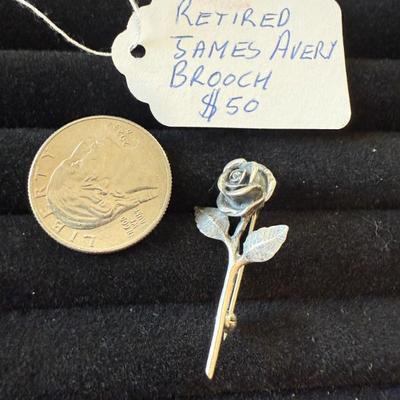 RETIRED
JAMES AVERY
BROOCH
$50
LIBERTY